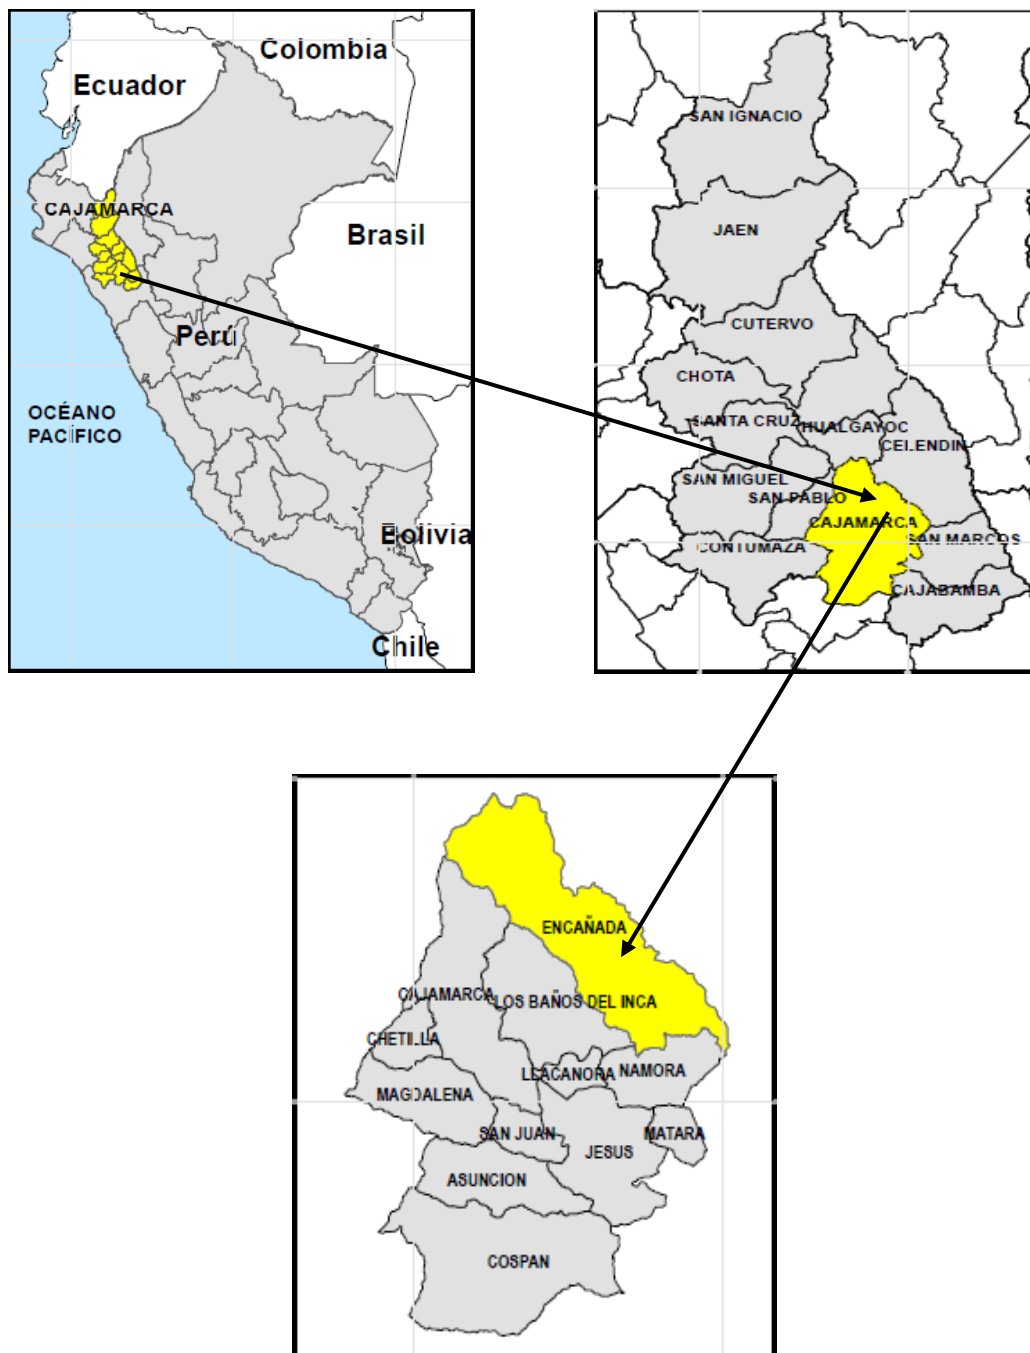 Colombia
Ecuador
CAJAMARCA
Brasil
Perú
OCÉANO
PACÍFICO
Bolivia
Chile
SAN IGNACIO
JAEN
CUTERVO
CHOTA
SANTA CRUZ
HUALGAYOC
CELENDIN
SAN MIGUEL
SAN PABLO
CAJAMARCA
SAN MARCOS
CONTUMAZA
CAJABAMBA
ENCAÑADA
CAJAMARCA
LOS BAÑOS DEL INCA
CHETILLA
LLACANORA
NAMORA
MAGDALENA
SAN JUAN
MATARA
JESUS
ASUNCION
COSPAN